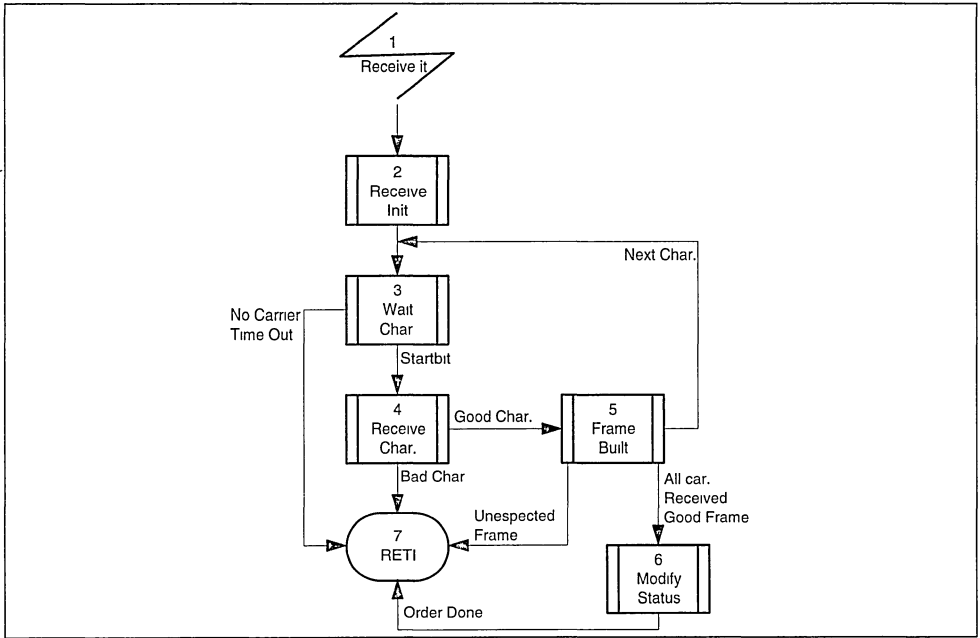 1
Receive it
2
Receive
Init
Next Char.
3
Wait
Char
No Carrier
Time Out
Startbit
4
Receive
Char.
Good Char.
5
Frame
Built
Bad Char
All car.
Received
Good Frame
Unespected
Frame
7
RETI
6
Modify
Status
Order Done